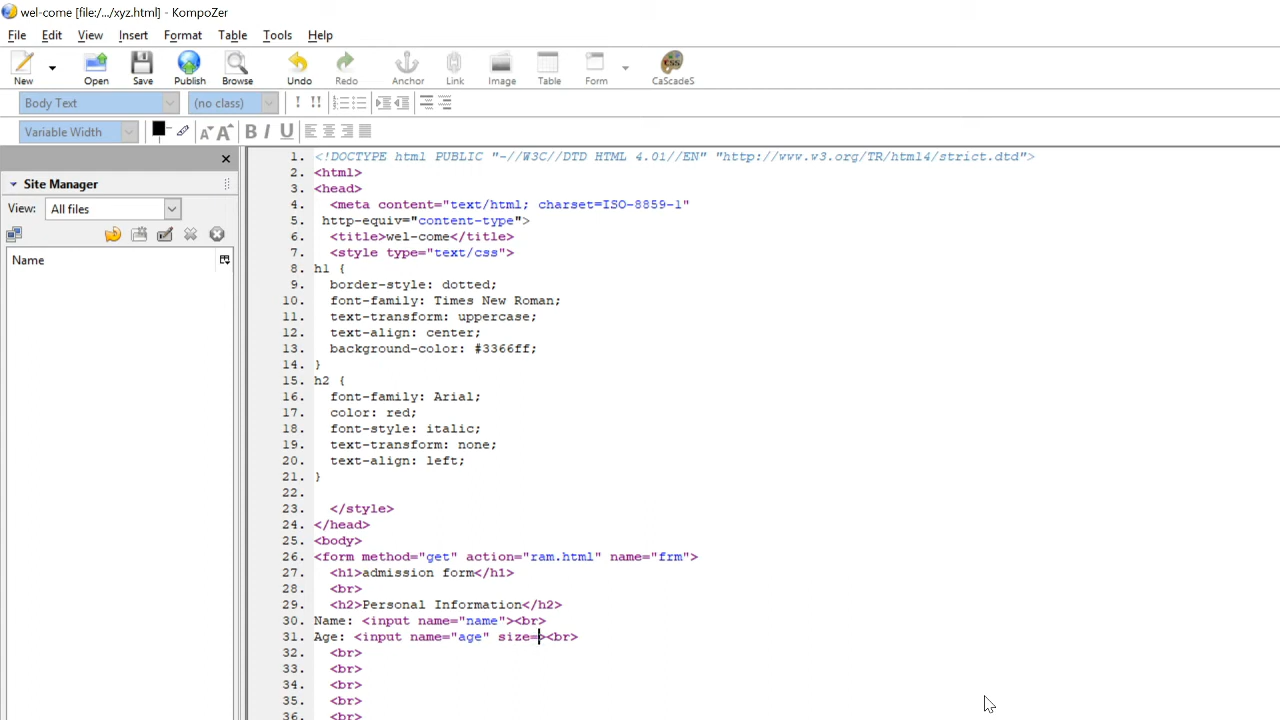 wel-come [file:/.../xyz.html] - KompoZer
File Edit View Insert Format Table Tools Help
New Open Save Publish Browse Undo Redo Anchor Link Image Table Form CaScadeS
Body Text (no class) ! !!
Variable Width A A B I U
Site Manager
View: All files
Name
1. <!DOCTYPE html PUBLIC "-//W3C//DTD HTML 4.01//EN" "http://www.w3.org/TR/html4/strict.dtd">
2. <html>
3. <head>
4. <meta content="text/html; charset=ISO-8859-1"
5. http-equiv="content-type">
6. <title>wel-come</title>
7. <style type="text/css">
8. h1 {
9. border-style: dotted;
10. font-family: Times New Roman;
11. text-transform: uppercase;
12. text-align: center;
13. background-color: #3366ff;
14. }
15. h2 {
16. font-family: Arial;
17. color: red;
18. font-style: italic;
19. text-transform: none;
20. text-align: left;
21. }
22.
23. </style>
24. </head>
25. <body>
26. <form method="get" action="ram.html" name="frm">
27. <h1>admission form</h1>
28. <br>
29. <h2>Personal Information</h2>
30. Name: <input name="name"><br>
31. Age: <input name="age" size=><br>
32. <br>
33. <br>
34. <br>
35. <br>
36. <br>